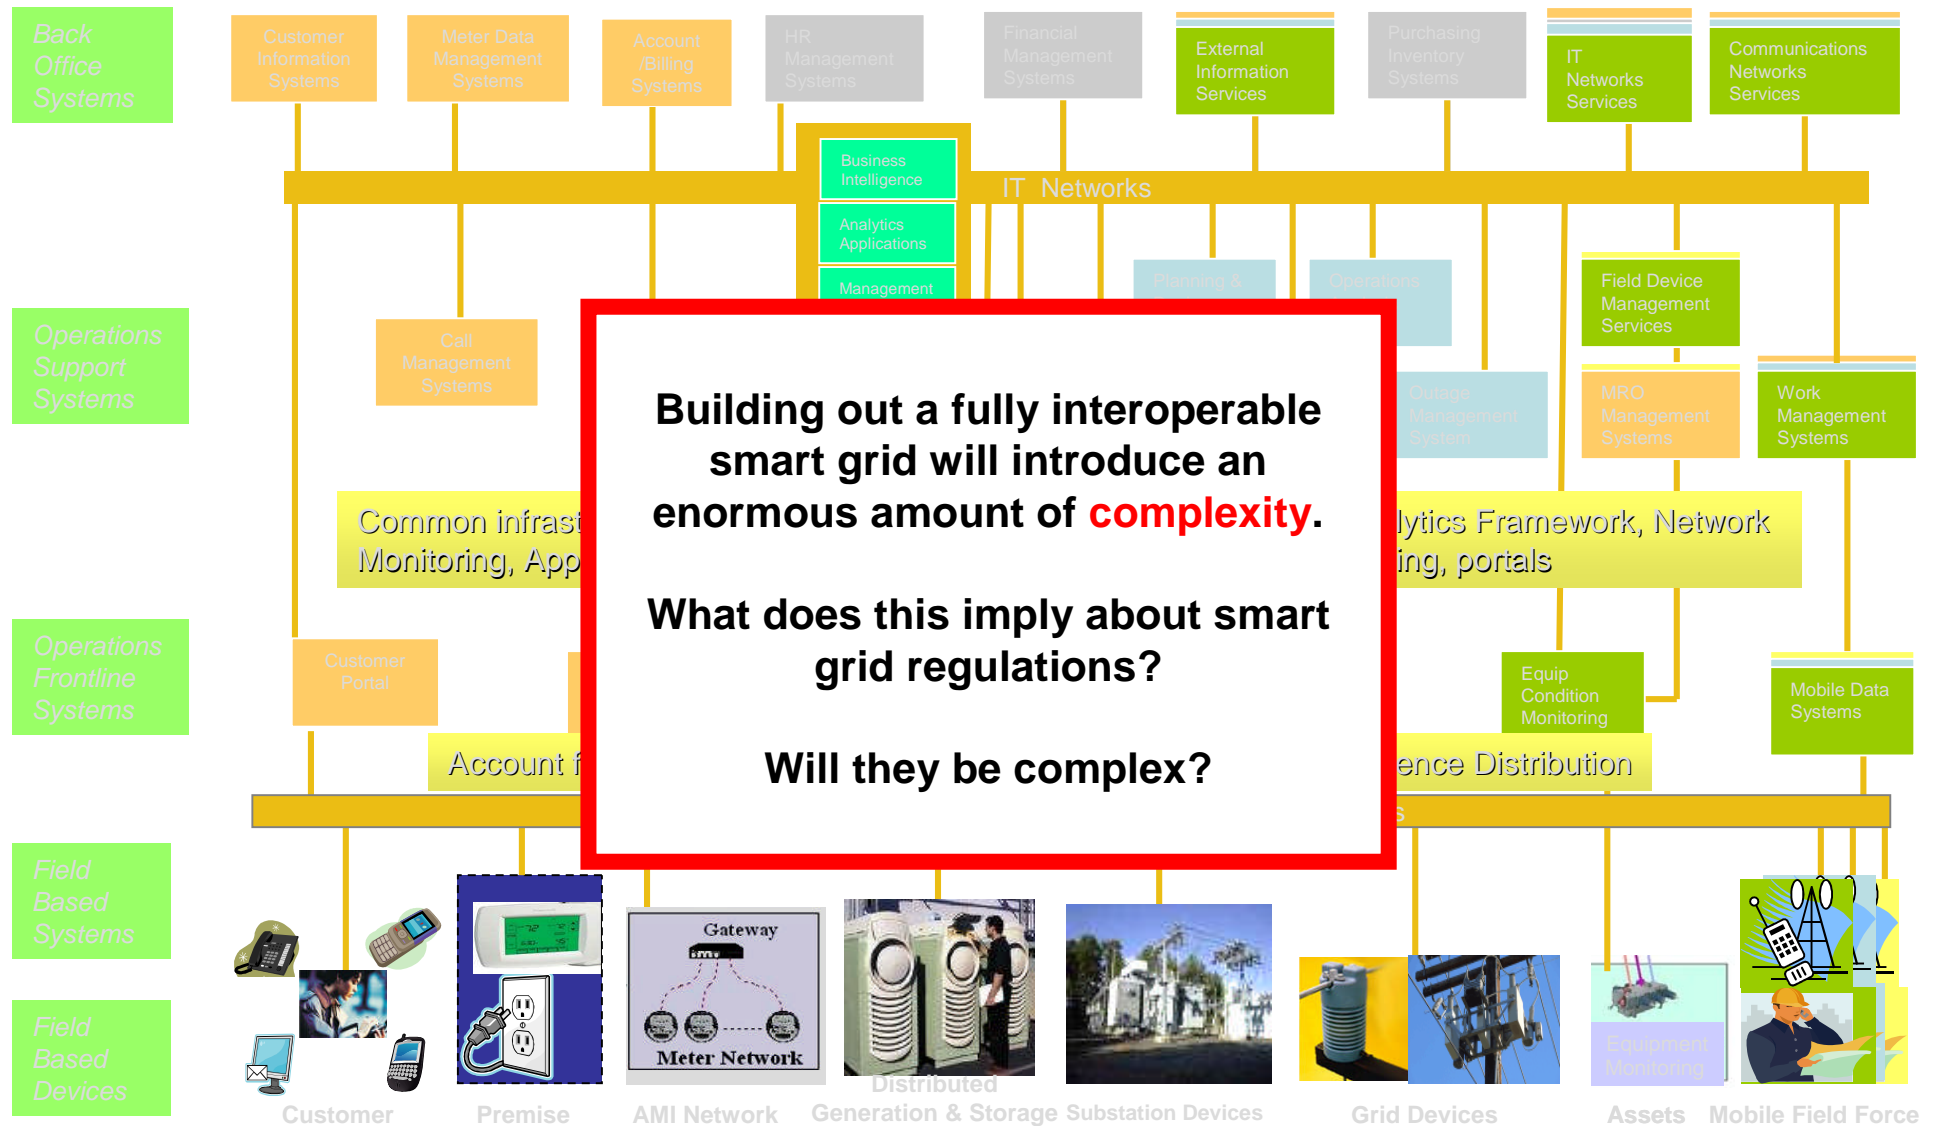 Back
Office
Systems
Customer
Information
Systems
Meter Data
Management
Systems
Account
/Billing
Systems
HR
Management
Systems
Financial
Management
Systems
External
Information
Services
Purchasing
Inventory
Systems
IT
Networks
Services
Communications
Networks
Services
Business
Intelligence
IT Networks
Analytics
Applications
Management
Planning &
Operations
Field Device
Management
Services
Operations
Support
Systems
Call
Management
Systems
Outage
Management
System
MRO
Management
Systems
Work
Management
Systems
Building out a fully interoperable
smart grid will introduce an
enormous amount of complexity.
What does this imply about smart
grid regulations?
Will they be complex?
Common infrast
Monitoring, App
lytics Framework, Network
ing, portals
Operations
Frontline
Systems
Customer
Portal
Equip
Condition
Monitoring
Mobile Data
Systems
Account f
ence Distribution
s
Field
Based
Systems
Gateway
Meter Network
Field
Based
Devices
Equipment
Monitoring
Customer
Premise
AMI Network
Distributed
Generation & Storage
Substation Devices
Grid Devices
Assets
Mobile Field Force